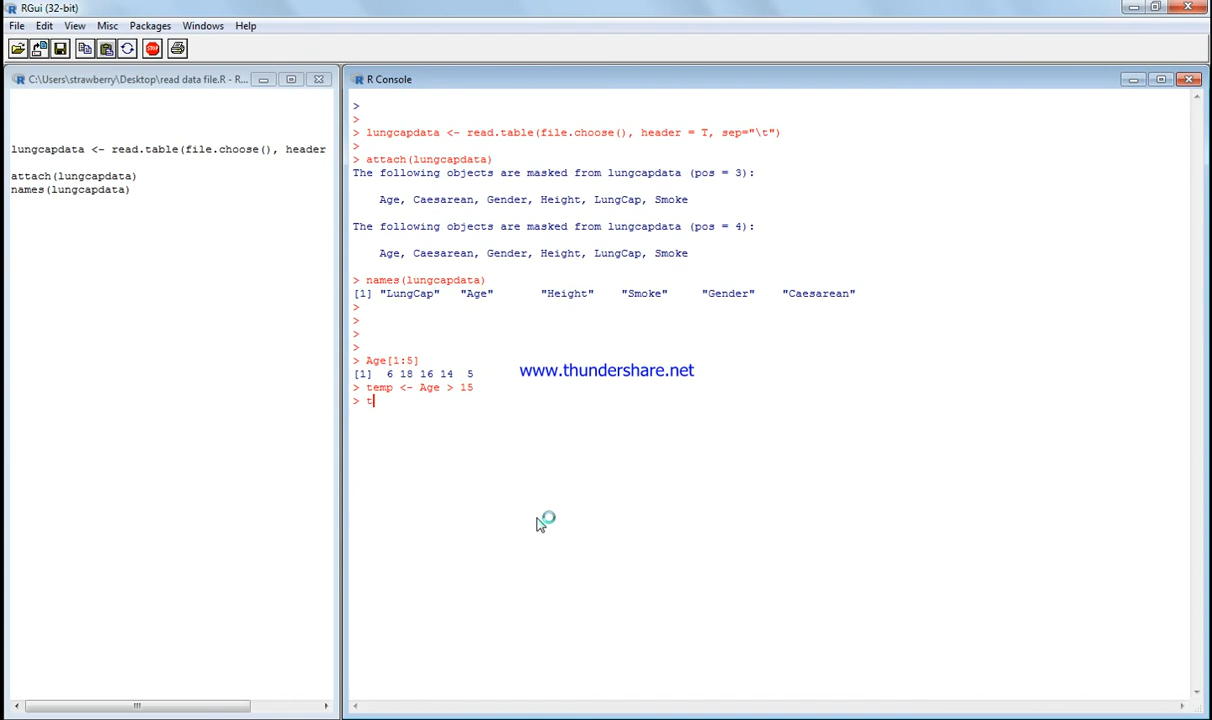 RGui (32-bit)
File Edit View Misc Packages Windows Help
C:\Users\strawberry\Desktop\read data file.R - R...
lungcapdata <- read.table(file.choose(), header
attach(lungcapdata)
names(lungcapdata)
R Console
>
>
> lungcapdata <- read.table(file.choose(), header = T, sep="\t")
>
> attach(lungcapdata)
The following objects are masked from lungcapdata (pos = 3):
Age, Caesarean, Gender, Height, LungCap, Smoke
The following objects are masked from lungcapdata (pos = 4):
Age, Caesarean, Gender, Height, LungCap, Smoke
> names(lungcapdata)
[1] "LungCap" "Age" "Height" "Smoke" "Gender" "Caesarean"
>
>
>
>
> Age[1:5]
[1] 6 18 16 14 5
> temp <- Age > 15
> t
www.thundershare.net
STOP